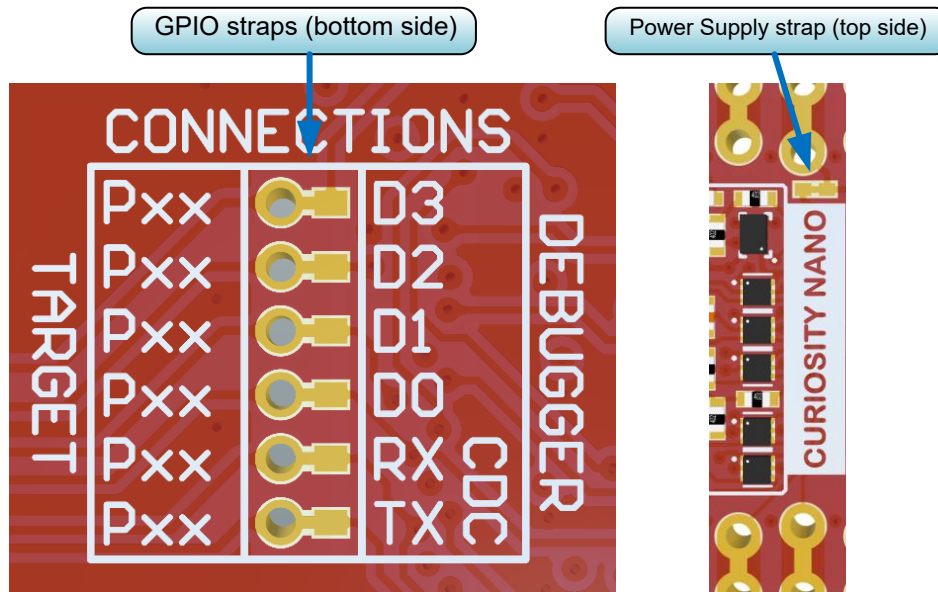 GPIO straps (bottom side)
Power Supply strap (top side)
CONNECTIONS
TARGET
DEBUGGER
Pxx D3
Pxx D2
Pxx D1
Pxx D0
Pxx RX
Pxx TX
CDC
CURIOSITY NANO